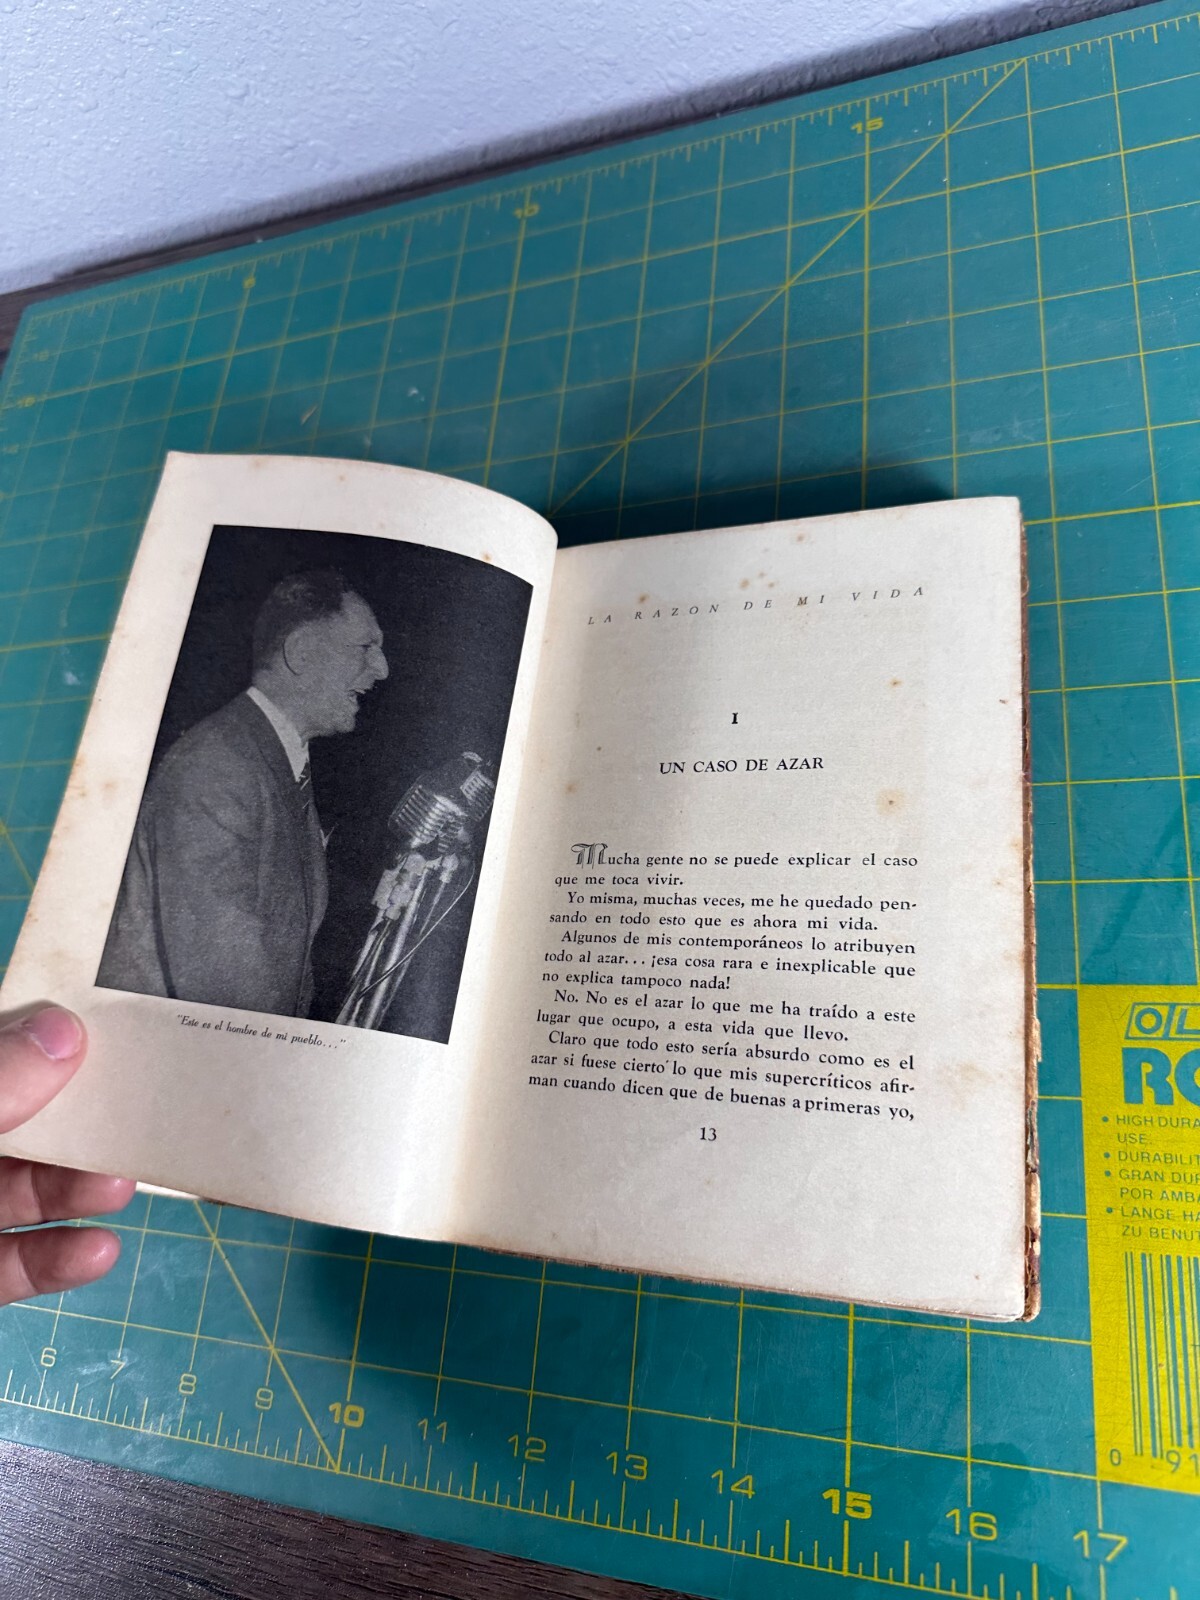 "Este es el hombre de mi pueblo..."
LA RAZON DE MI VIDA
I
UN CASO DE AZAR
Mucha gente no se puede explicar el caso
que me toca vivir.
Yo misma, muchas veces, me he quedado pen-
sando en todo esto que es ahora mi vida.
Algunos de mis contemporáneos lo atribuyen
todo al azar... ¡esa cosa rara e inexplicable que
no explica tampoco nada!
No. No es el azar lo que me ha traído a este
lugar que ocupo, a esta vida que llevo.
Claro que todo esto sería absurdo como es el
azar si fuese cierto lo que mis supercríticos afir-
man cuando dicen que de buenas a primeras yo,
13
5
10
15
OL
RO
• HIGH DURA
USE.
• DURABILIT
• GRAN DUR
POR AMBA
• LANGE HA
ZU BENUT
0 91
6 7 8 9 10 11 12 13 14 15 16 17